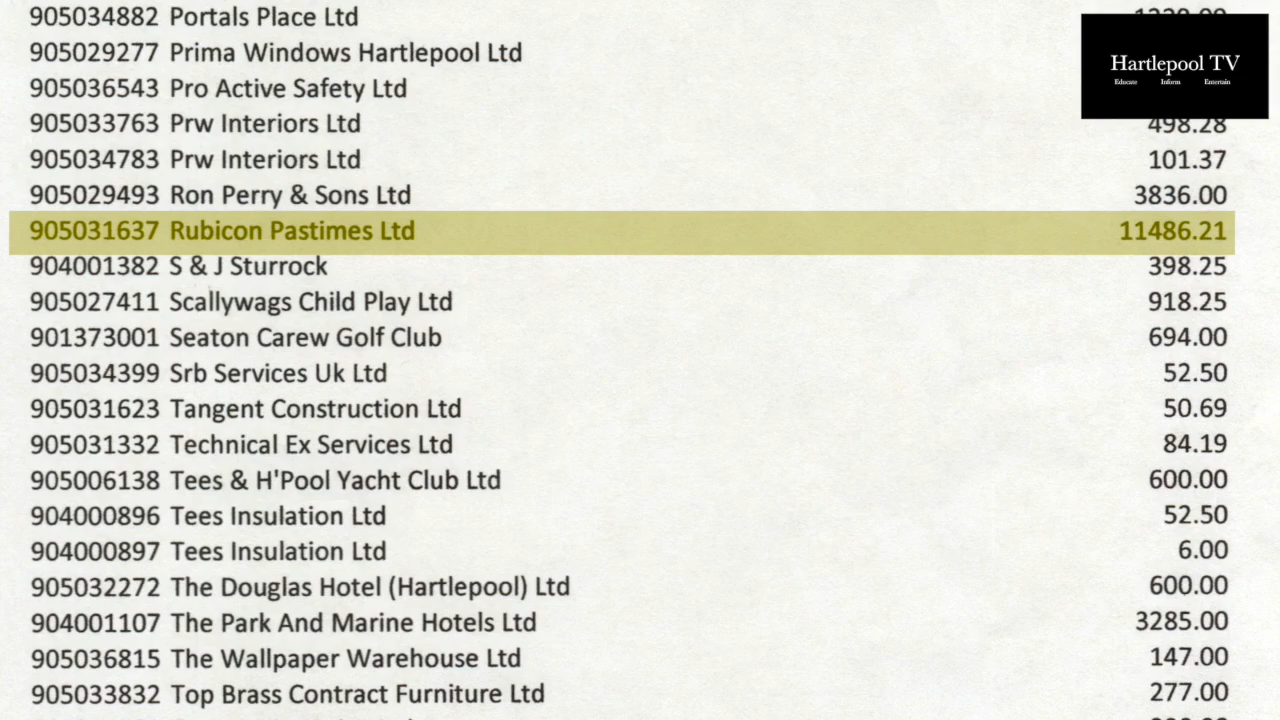 905034882 Portals Place Ltd
905029277 Prima Windows Hartlepool Ltd
905036543 Pro Active Safety Ltd
905033763 Prw Interiors Ltd 498.28
905034783 Prw Interiors Ltd 101.37
905029493 Ron Perry & Sons Ltd 3836.00
905031637 Rubicon Pastimes Ltd 11486.21
904001382 S & J Sturrock 398.25
905027411 Scallywags Child Play Ltd 918.25
901373001 Seaton Carew Golf Club 694.00
905034399 Srb Services Uk Ltd 52.50
905031623 Tangent Construction Ltd 50.69
905031332 Technical Ex Services Ltd 84.19
905006138 Tees & H'Pool Yacht Club Ltd 600.00
904000896 Tees Insulation Ltd 52.50
904000897 Tees Insulation Ltd 6.00
905032272 The Douglas Hotel (Hartlepool) Ltd 600.00
904001107 The Park And Marine Hotels Ltd 3285.00
905036815 The Wallpaper Warehouse Ltd 147.00
905033832 Top Brass Contract Furniture Ltd 277.00
Hartlepool TV
Educate Inform Entertain